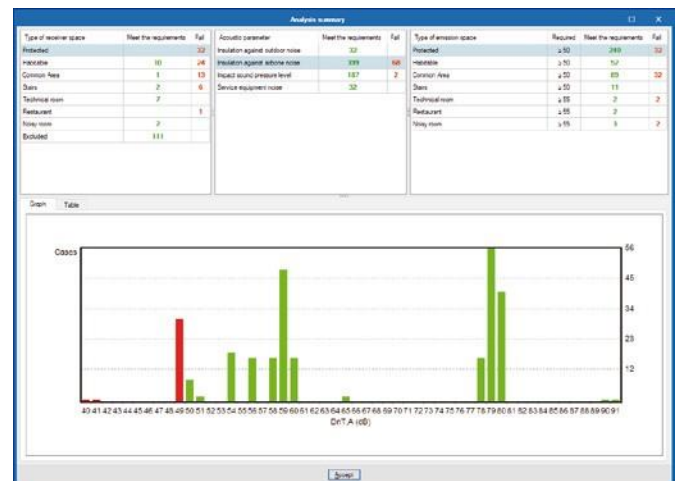 Analysis summary
Type of receiver space Meet the requirements Fail
Protected 32
Habitable 10 24
Common Area 1 13
Stairs 2 6
Technical room 7
Restaurant 1
Noisy room 2
Excluded 111
Acoustic parameter Meet the requirements Fail
Insulation against outdoor noise 32
Insulation against airborne noise 399 68
Impact sound pressure level 187 2
Service equipment noise 32
Type of emission space Required Meet the requirements Fail
Protected ≥ 50 240 32
Habitable ≥ 50 52
Common Area ≥ 50 89 32
Stairs ≥ 50 11
Technical room ≥ 55 2 2
Restaurant ≥ 55 2
Noisy room ≥ 55 3 2
Graph Table
Cases
56
45
34
23
12
40 41 42 43 44 45 46 47 48 49 50 51 52 53 54 55 56 57 58 59 60 61 62 63 64 65 66 67 68 69 70 71 72 73 74 75 76 77 78 79 80 81 82 83 84 85 86 87 88 89 90 91
DnT,A (dB)
Accept